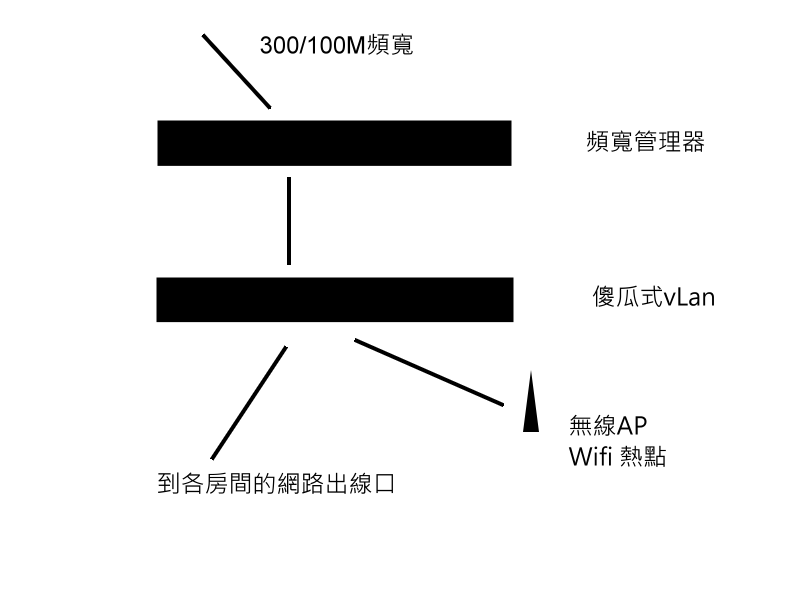 300/100M頻寬
頻寬管理器
傻瓜式vLan
無線AP
Wifi 熱點
到各房間的網路出線口